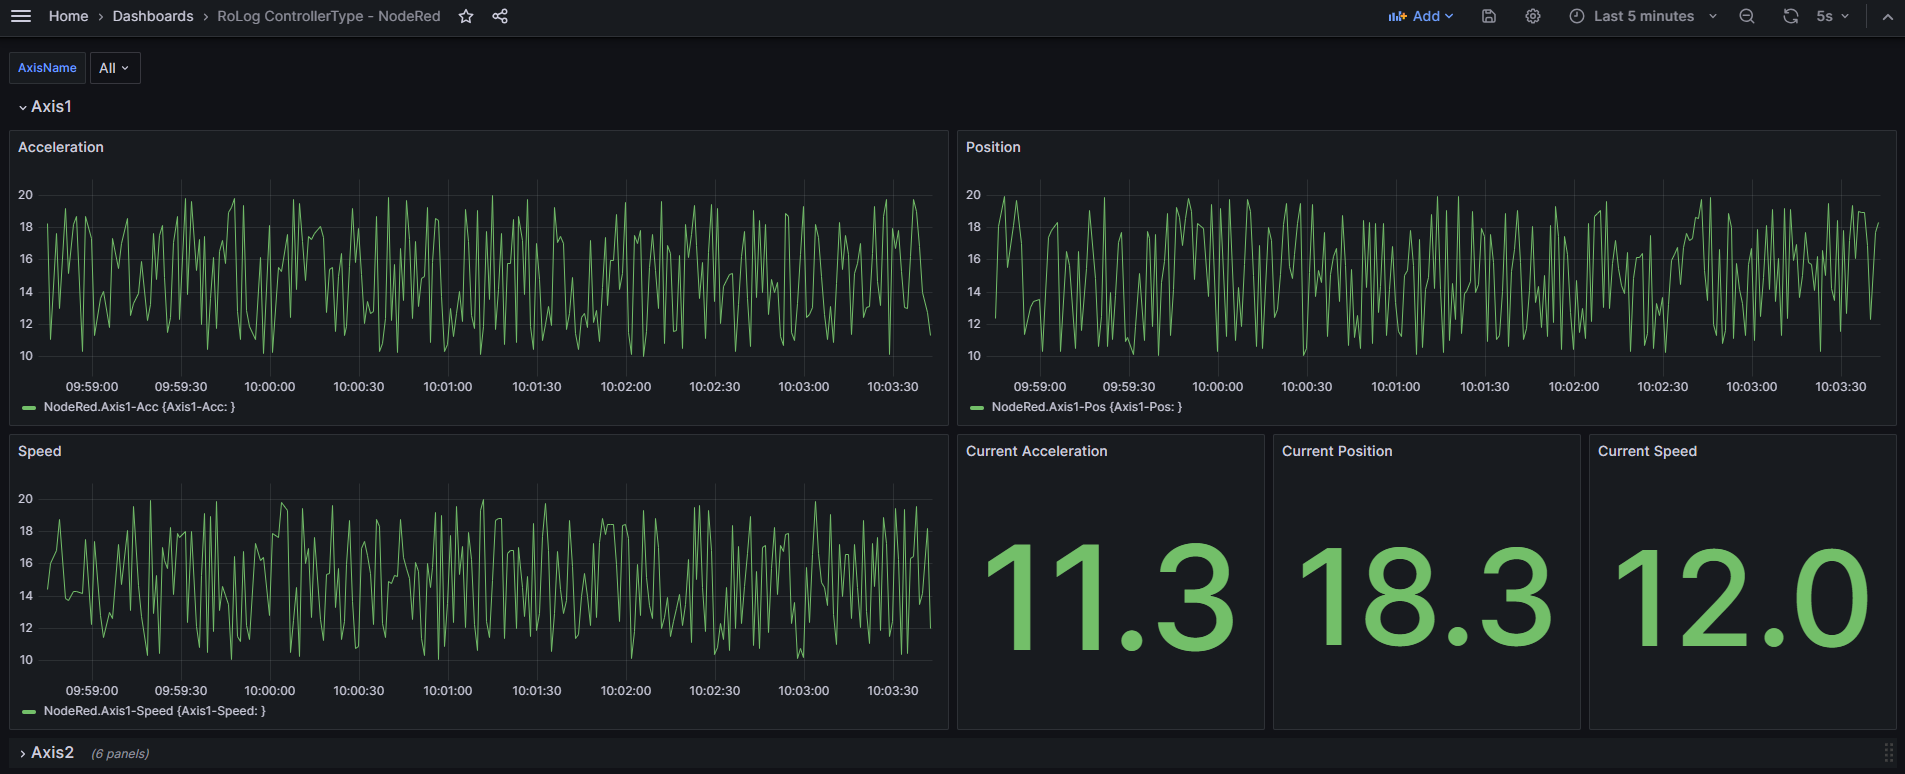 Home › Dashboards › RoLog ControllerType - NodeRed
Add
Last 5 minutes
5s
AxisName
All
Axis1
Acceleration
20
18
16
14
12
10
09:59:00 09:59:30 10:00:00 10:00:30 10:01:00 10:01:30 10:02:00 10:02:30 10:03:00 10:03:30
NodeRed.Axis1-Acc {Axis1-Acc: }
Position
20
18
16
14
12
10
09:59:00 09:59:30 10:00:00 10:00:30 10:01:00 10:01:30 10:02:00 10:02:30 10:03:00 10:03:30
NodeRed.Axis1-Pos {Axis1-Pos: }
Speed
20
18
16
14
12
10
09:59:00 09:59:30 10:00:00 10:00:30 10:01:00 10:01:30 10:02:00 10:02:30 10:03:00 10:03:30
NodeRed.Axis1-Speed {Axis1-Speed: }
Current Acceleration
11.3
Current Position
18.3
Current Speed
12.0
Axis2 (6 panels)